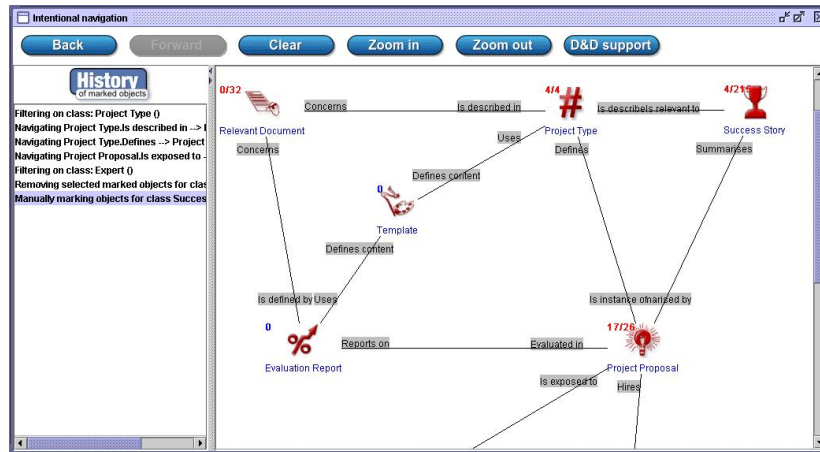 Intentional navigation
Back Forward Clear Zoom in Zoom out D&D support
History
of marked objects
Filtering on class: Project Type ()
Navigating Project Type.Is described in --> 
Navigating Project Type.Defines --> Project
Navigating Project Proposal.Is exposed to -
Filtering on class: Expert ()
Removing selected marked objects for clas
Manually marking objects for class Succes
0/32 4/4
Concerns Is described in Is describels relevant to
Relevant Document Project Type Success Story
Concerns Uses Defines Summarises
Defines content
0
Template
Defines content
Is defined by Uses Is instance of narised by
0 17/26
Reports on Evaluated in
Evaluation Report Project Proposal
Is exposed to Hires